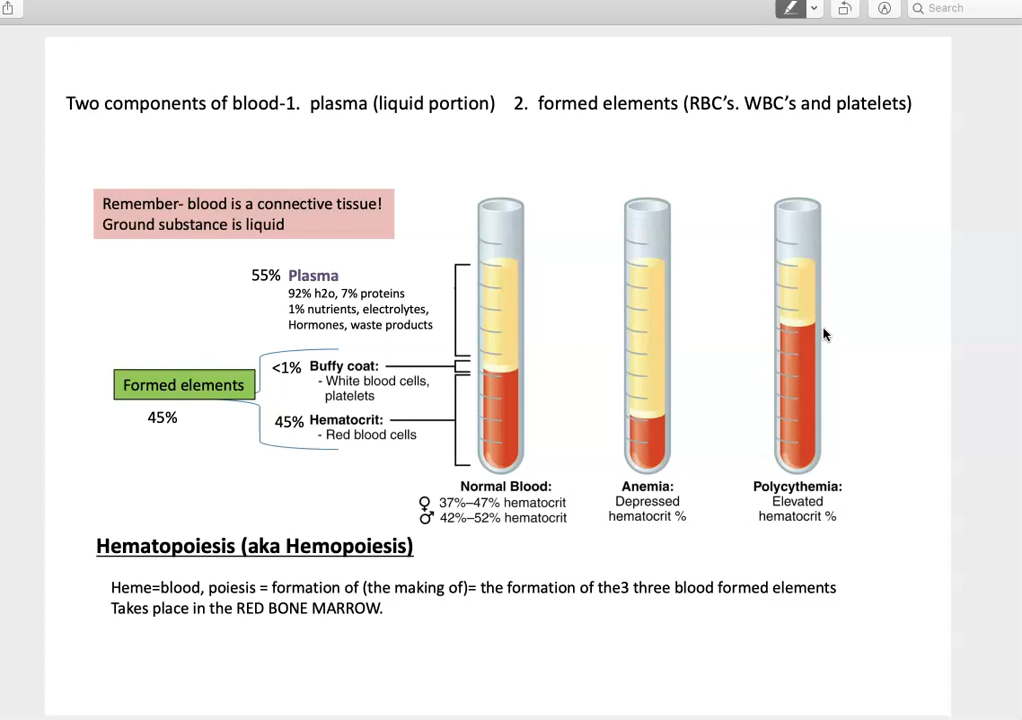 Search
Two components of blood-1. plasma (liquid portion) 2. formed elements (RBC's. WBC's and platelets)
Remember- blood is a connective tissue!
Ground substance is liquid
55% Plasma
92% h2o, 7% proteins
1% nutrients, electrolytes,
Hormones, waste products
<1% Buffy coat:
- White blood cells,
platelets
Formed elements
45%
45% Hematocrit:
- Red blood cells
Normal Blood:
♀ 37%–47% hematocrit
♂ 42%–52% hematocrit
Anemia:
Depressed
hematocrit %
Polycythemia:
Elevated
hematocrit %
Hematopoiesis (aka Hemopoiesis)
Heme=blood, poiesis = formation of (the making of)= the formation of the3 three blood formed elements
Takes place in the RED BONE MARROW.